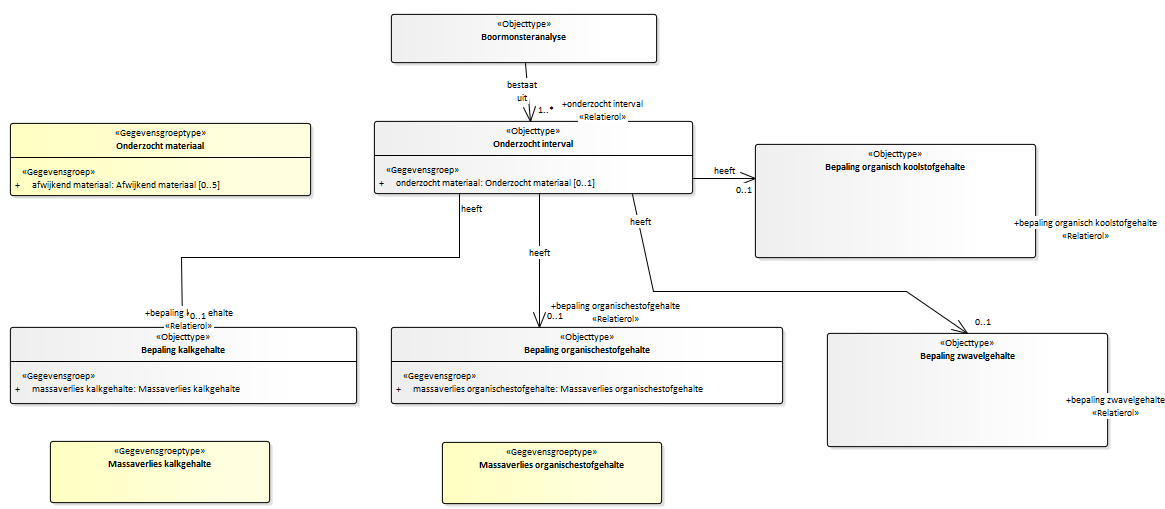 «Objecttype»
Boormonsteranalyse
bestaat
uit
1..*
+onderzocht interval
«Relatierol»
«Gegevensgroeptype»
Onderzocht materiaal
«Gegevensgroep»
+ afwijkend materiaal: Afwijkend materiaal [0..5]
«Objecttype»
Onderzocht interval
«Gegevensgroep»
+ onderzocht materiaal: Onderzocht materiaal [0..1]
heeft
0..1
«Objecttype»
Bepaling organisch koolstofgehalte
+bepaling organisch koolstofgehalte
«Relatierol»
heeft
heeft
heeft
+bepaling
0..1
ehalte
«Relatierol»
«Objecttype»
Bepaling kalkgehalte
«Gegevensgroep»
+ massaverlies kalkgehalte: Massaverlies kalkgehalte
+bepaling organischestofgehalte
0..1
«Relatierol»
«Objecttype»
Bepaling organischestofgehalte
«Gegevensgroep»
+ massaverlies organischestofgehalte: Massaverlies organischestofgehalte
0..1
«Objecttype»
Bepaling zwavelgehalte
+bepaling zwavelgehalte
«Relatierol»
«Gegevensgroeptype»
Massaverlies kalkgehalte
«Gegevensgroeptype»
Massaverlies organischestofgehalte